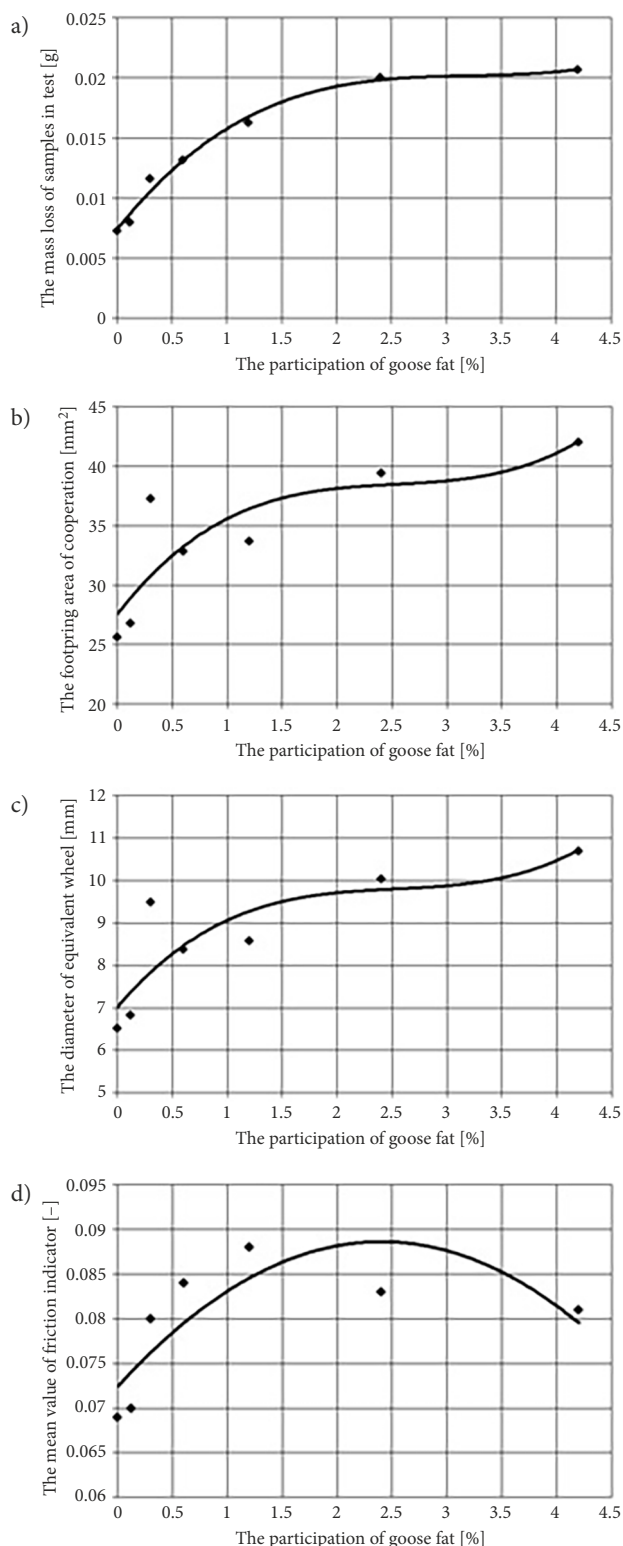 a)
The mass loss of samples in test [g]
0.025
0.02
0.015
0.01
0.005
0
0 0.5 1 1.5 2 2.5 3 3.5 4 4.5
The participation of goose fat [%]
b)
The footpring area of cooperation [mm²]
45
40
35
30
25
20
0 0.5 1 1.5 2 2.5 3 3.5 4 4.5
The participation of goose fat [%]
c)
The diameter of equivalent wheel [mm]
12
11
10
9
8
7
6
5
0 0.5 1 1.5 2 2.5 3 3.5 4 4.5
The participation of goose fat [%]
d)
The mean value of friction indicator [–]
0.095
0.09
0.085
0.08
0.075
0.07
0.065
0.06
0 0.5 1 1.5 2 2.5 3 3.5 4 4.5
The participation of goose fat [%]